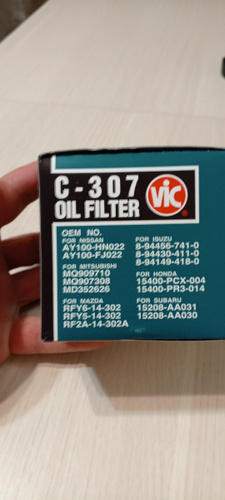 C-307
OIL FILTER
VIC
OEM NO.
FOR NISSAN
AY100-HN022
AY100-FJ022
FOR MITSUBISHI
MQ909710
MQ907308
MD352626
FOR MAZDA
RFY6-14-302
RFY5-14-302
RF2A-14-302A
FOR ISUZU
8-94456-741-0
8-94430-411-0
8-94149-418-0
FOR HONDA
15400-PCX-004
15400-PR3-014
FOR SUBARU
15208-AA031
15208-AA030